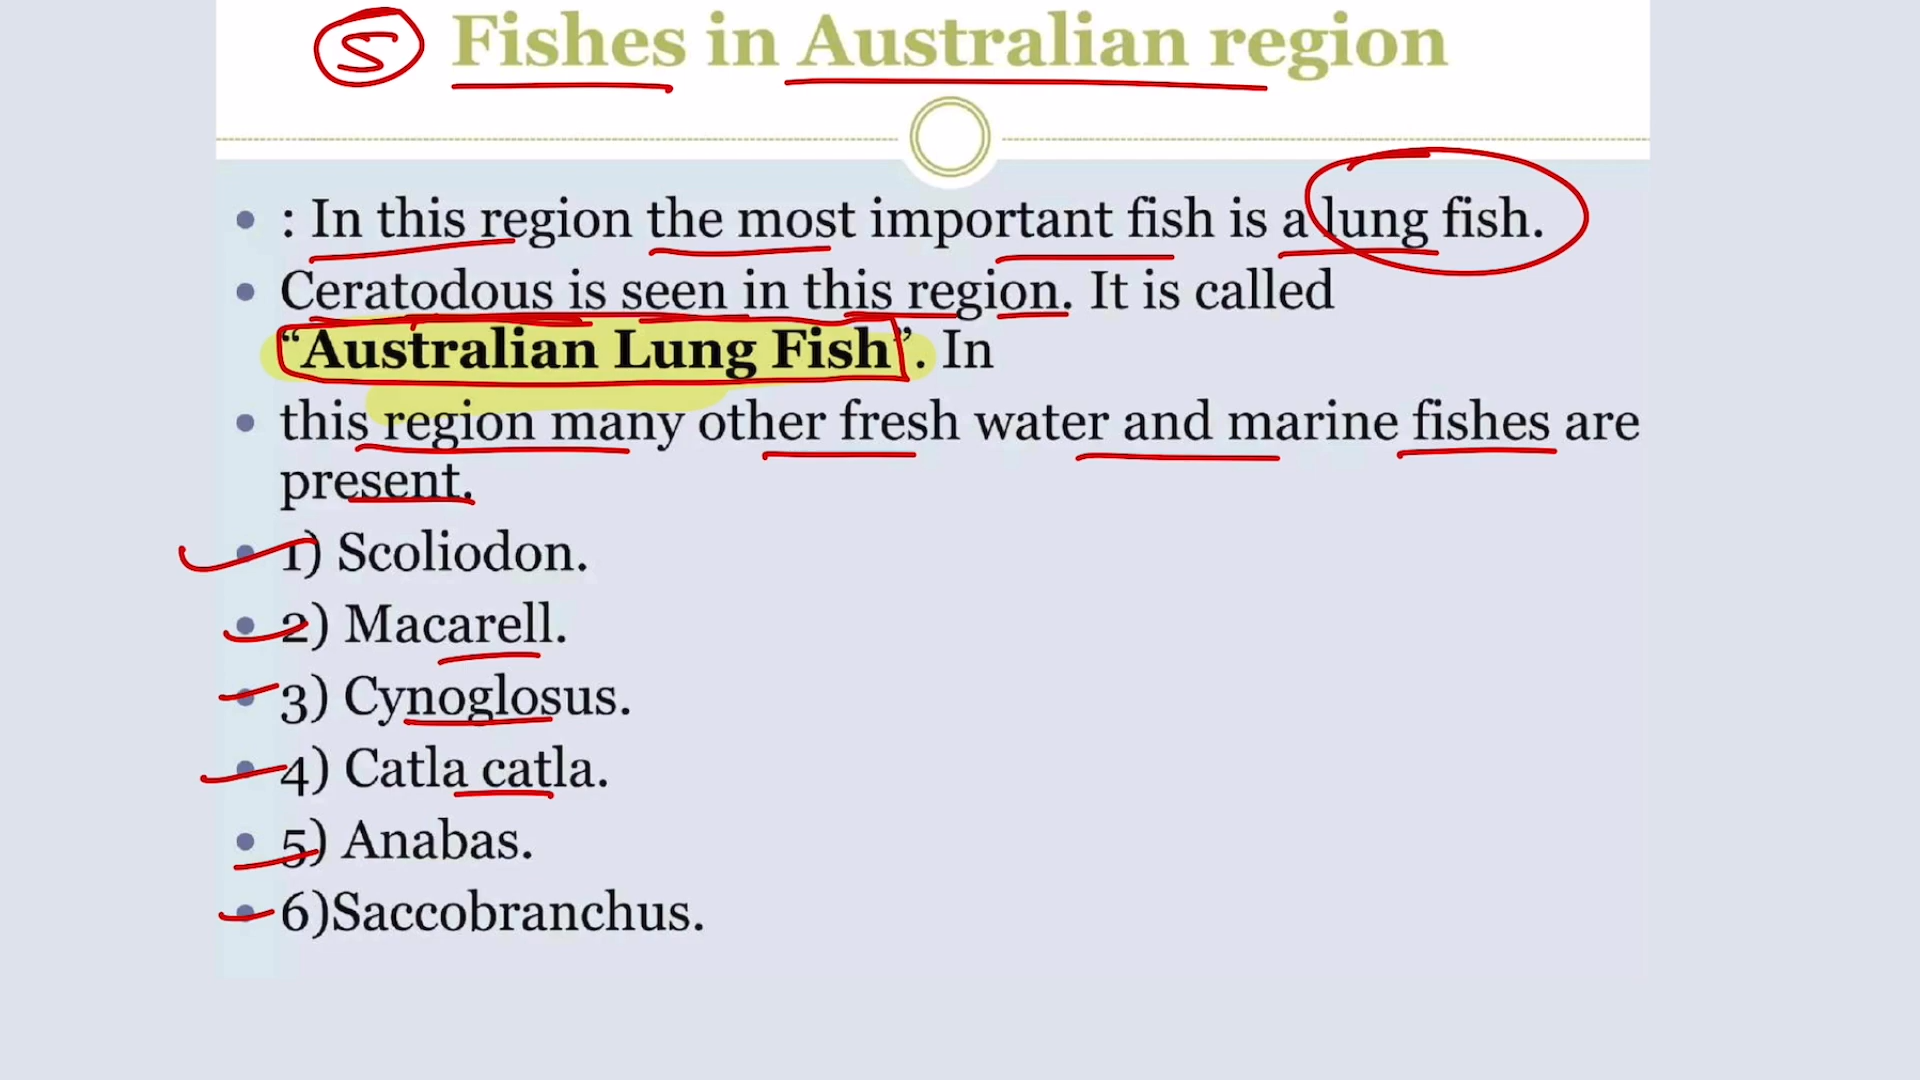 S Fishes in Australian region
: In this region the most important fish is a lung fish.
Ceratodous is seen in this region. It is called
“Australian Lung Fish”. In
this region many other fresh water and marine fishes are
present.
1) Scoliodon.
2) Macarell.
3) Cynoglosus.
4) Catla catla.
5) Anabas.
6)Saccobranchus.